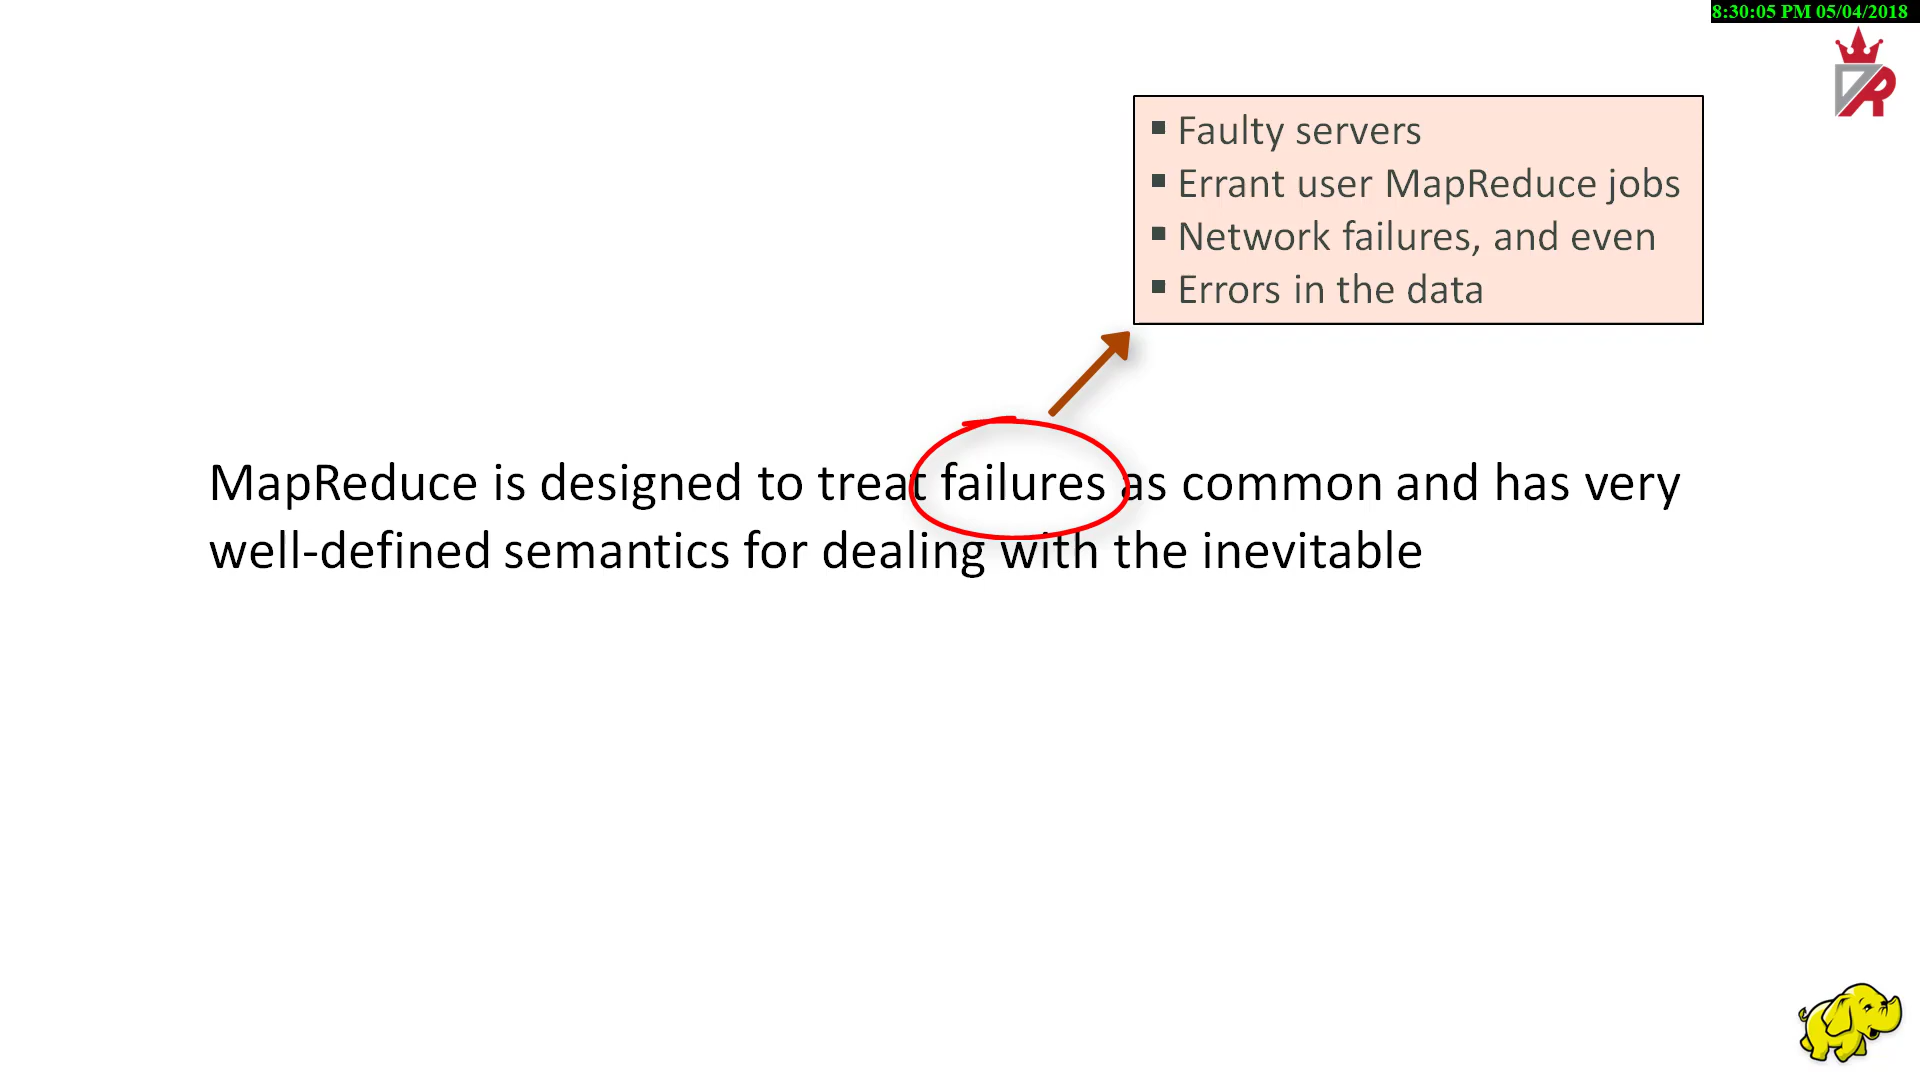 8:30:05 PM 05/04/2018
▪ Faulty servers
▪ Errant user MapReduce jobs
▪ Network failures, and even
▪ Errors in the data
MapReduce is designed to treat failures as common and has very
well-defined semantics for dealing with the inevitable